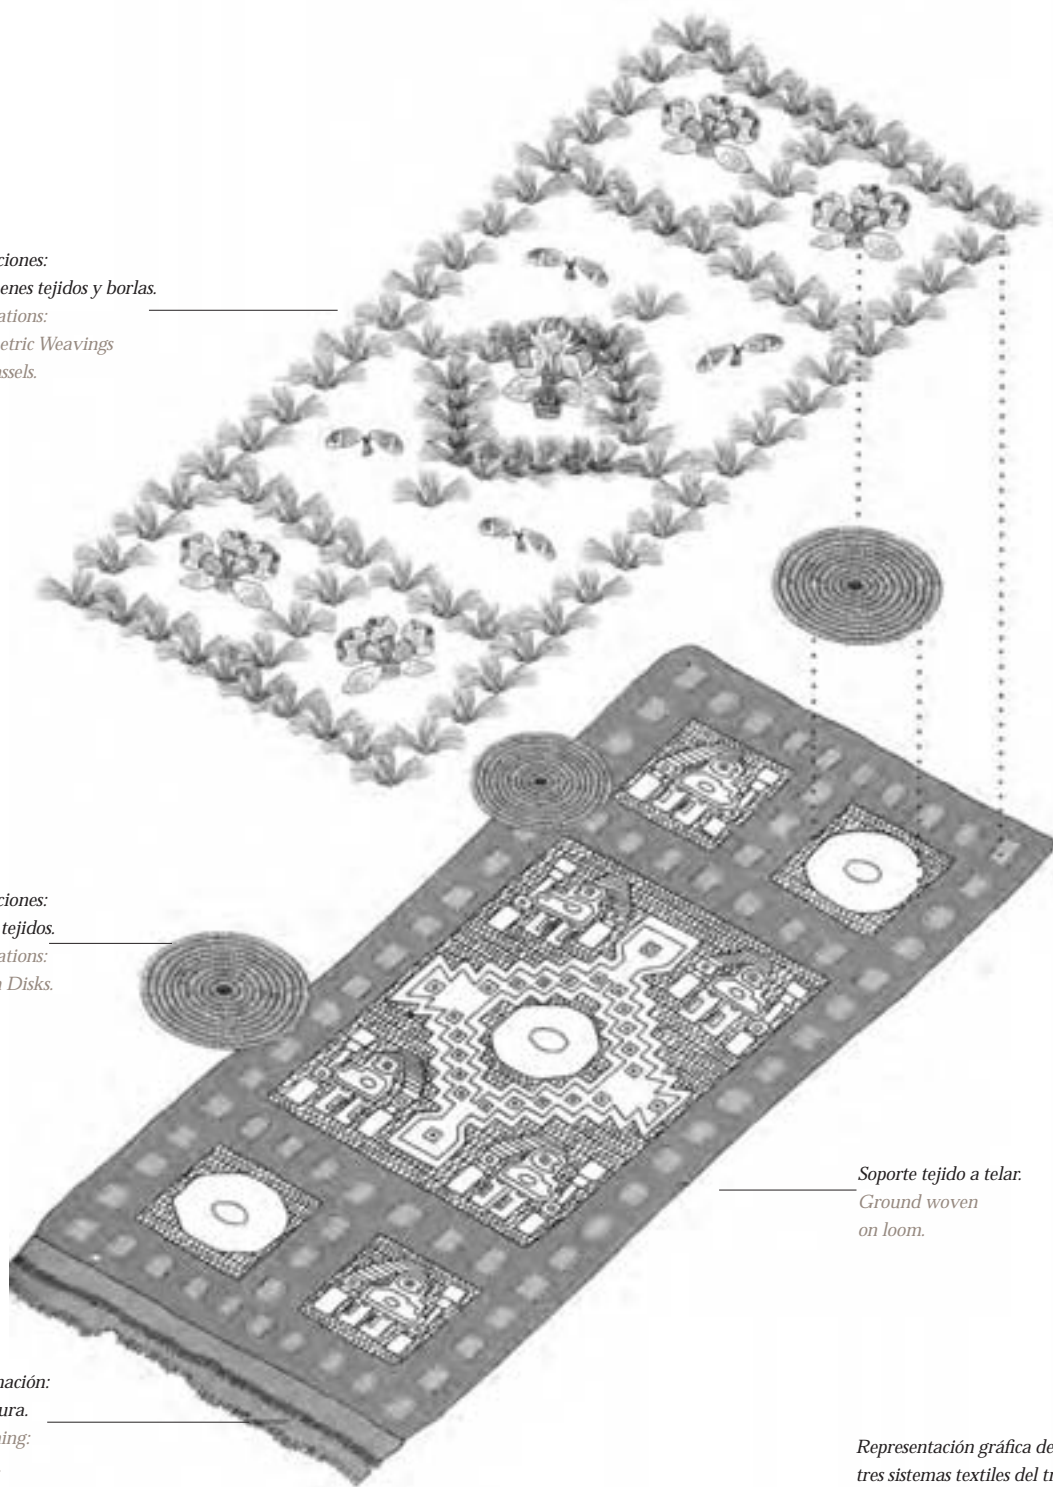 ciones:
enes tejidos y borlas.
ations:
etric Weavings
ssels.
ciones:
tejidos.
ations:
n Disks.
Soporte tejido a telar.
Ground woven
on loom.
nación:
ura.
ning:
Representación gráfica de
tres sistemas textiles del tr